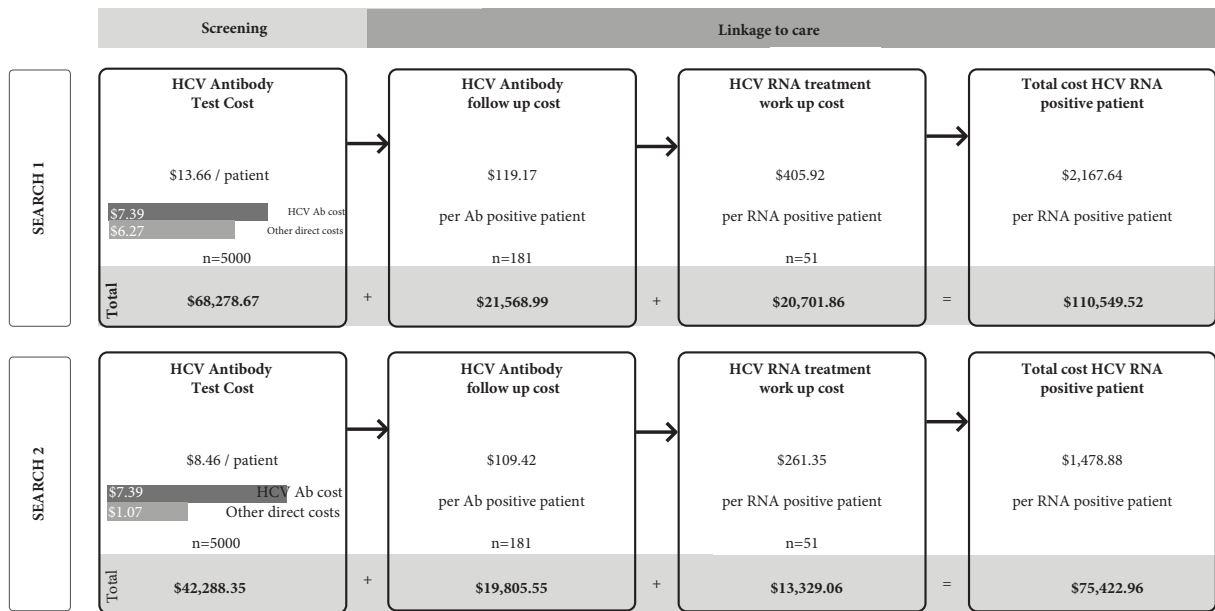 Screening
Linkage to care
SEARCH 1
HCV Antibody
Test Cost
$13.66 / patient
$7.39
HCV Ab cost
$6.27
Other direct costs
n=5000
Total
$68,278.67
+
HCV Antibody
follow up cost
$119.17
per Ab positive patient
n=181
$21,568.99
+
HCV RNA treatment
work up cost
$405.92
per RNA positive patient
n=51
$20,701.86
=
Total cost HCV RNA
positive patient
$2,167.64
per RNA positive patient
$110,549.52
SEARCH 2
HCV Antibody
Test Cost
$8.46 / patient
$7.39
HCV Ab cost
$1.07
Other direct costs
n=5000
Total
$42,288.35
+
HCV Antibody
follow up cost
$109.42
per Ab positive patient
n=181
$19,805.55
+
HCV RNA treatment
work up cost
$261.35
per RNA positive patient
n=51
$13,329.06
=
Total cost HCV RNA
positive patient
$1,478.88
per RNA positive patient
$75,422.96